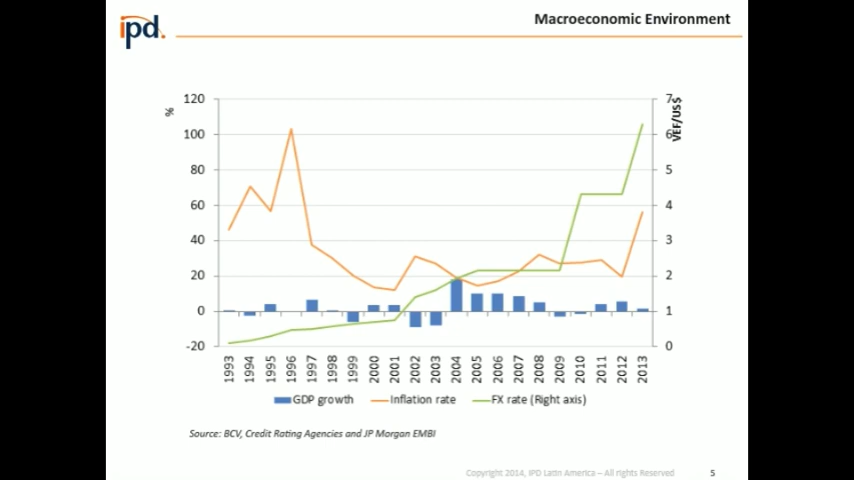 ipd.
Macroeconomic Environment
%
120
100
80
60
40
20
0
-20
7
6
5
4
3
2
1
0
VEF/US$
1993 1994 1995 1996 1997 1998 1999 2000 2001 2002 2003 2004 2005 2006 2007 2008 2009 2010 2011 2012 2013
GDP growth Inflation rate FX rate (Right axis)
Source: BCV, Credit Rating Agencies and JP Morgan EMBI
Copyright 2014, IPD Latin America – All rights Reserved 5